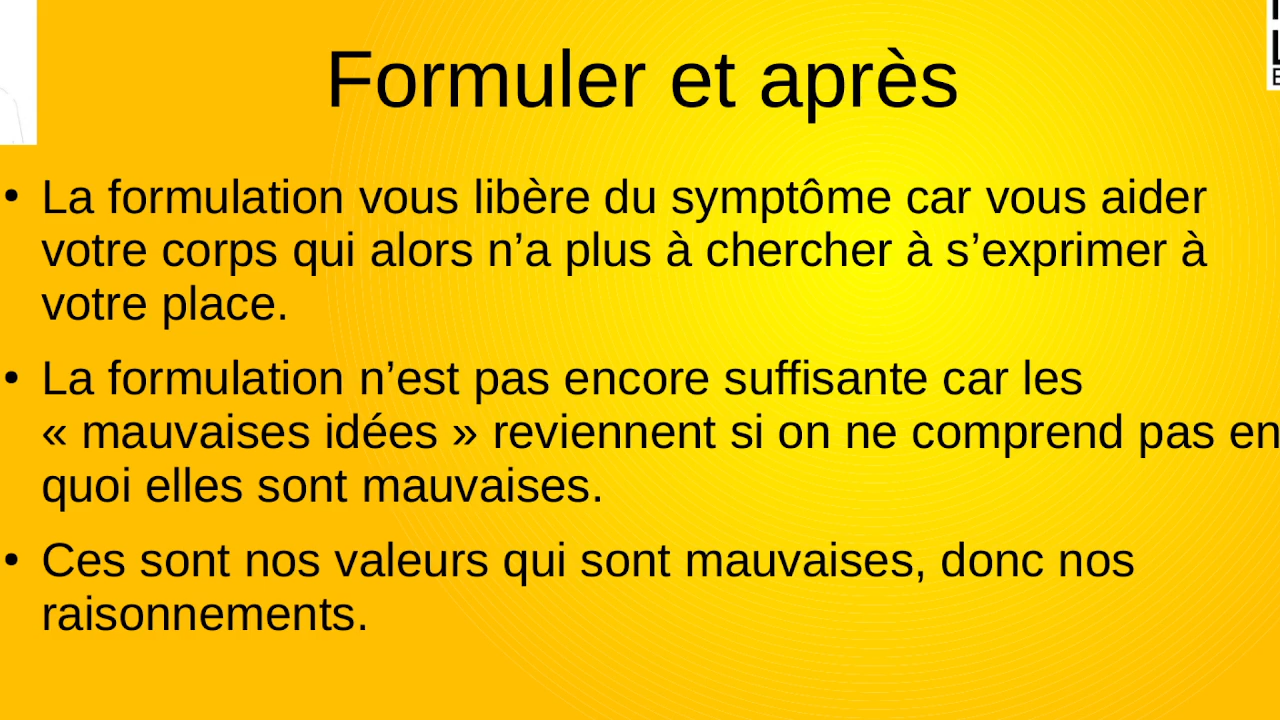 Formuler et après
• La formulation vous libère du symptôme car vous aider
votre corps qui alors n’a plus à chercher à s’exprimer à
votre place.
• La formulation n’est pas encore suffisante car les
« mauvaises idées » reviennent si on ne comprend pas en
quoi elles sont mauvaises.
• Ces sont nos valeurs qui sont mauvaises, donc nos
raisonnements.